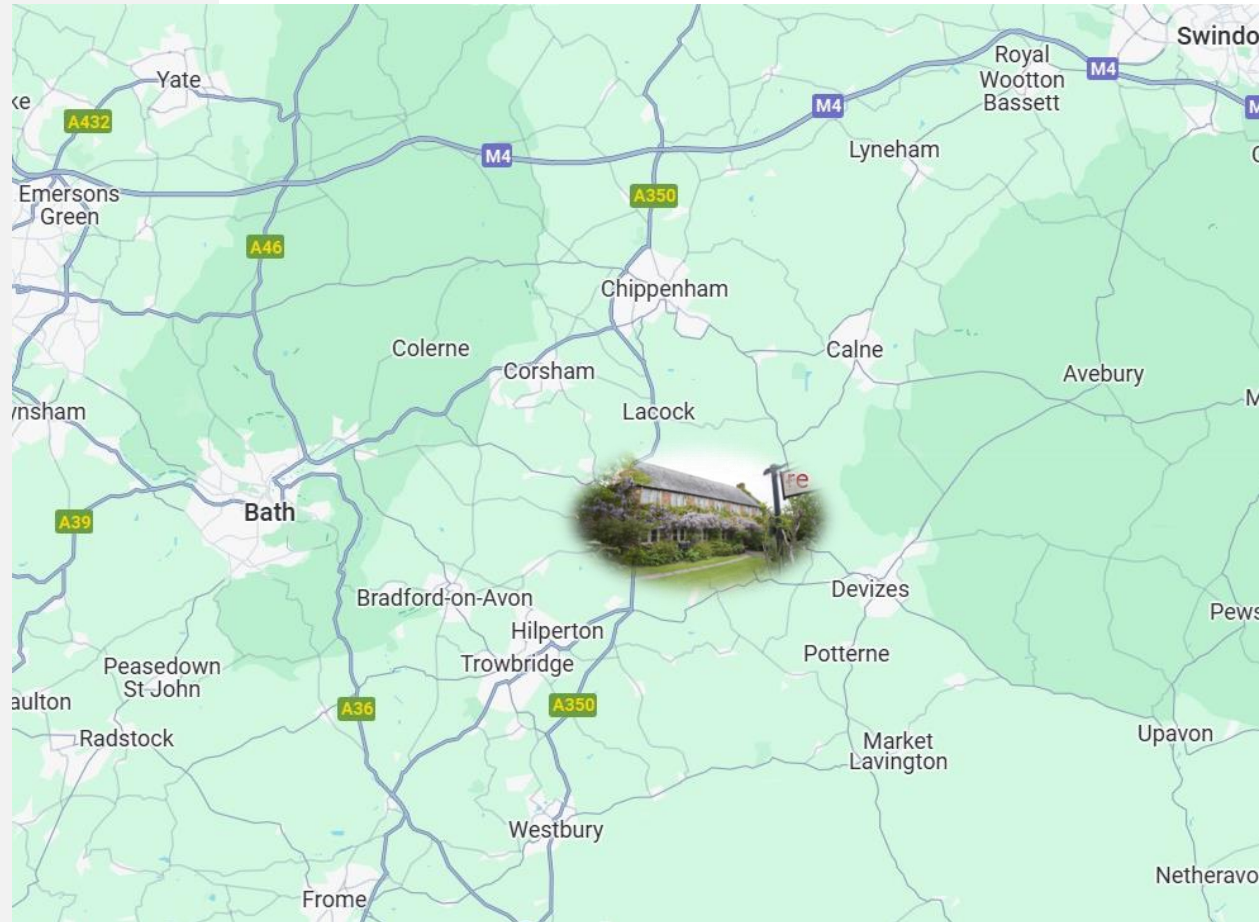 Swindo
Royal
Wootton
Bassett
M4
Yate
A432
M4
M4
Lyneham
Emersons
Green
A350
A46
Chippenham
Colerne
Corsham
Calne
Avebury
Lacock
ynsham
re
Bath
A39
Devizes
Bradford-on-Avon
Hilperton
Pews
Trowbridge
Potterne
Peasedown
St John
aulton
A36
A350
Radstock
Market
Lavington
Upavon
Westbury
Netheravo
Frome